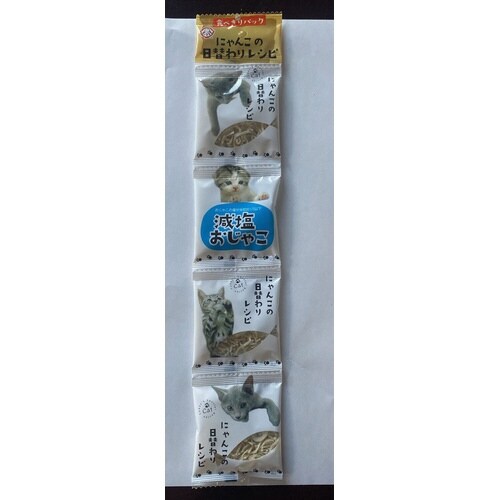 食べきりパック
にゃんこの
日替わりレシピ
にゃんこの
日替わり
レシピ
減塩
おじゃこ
Cat
にゃんこの
日替わり
レシピ
Cat
にゃんこの
日替わり
レシピ